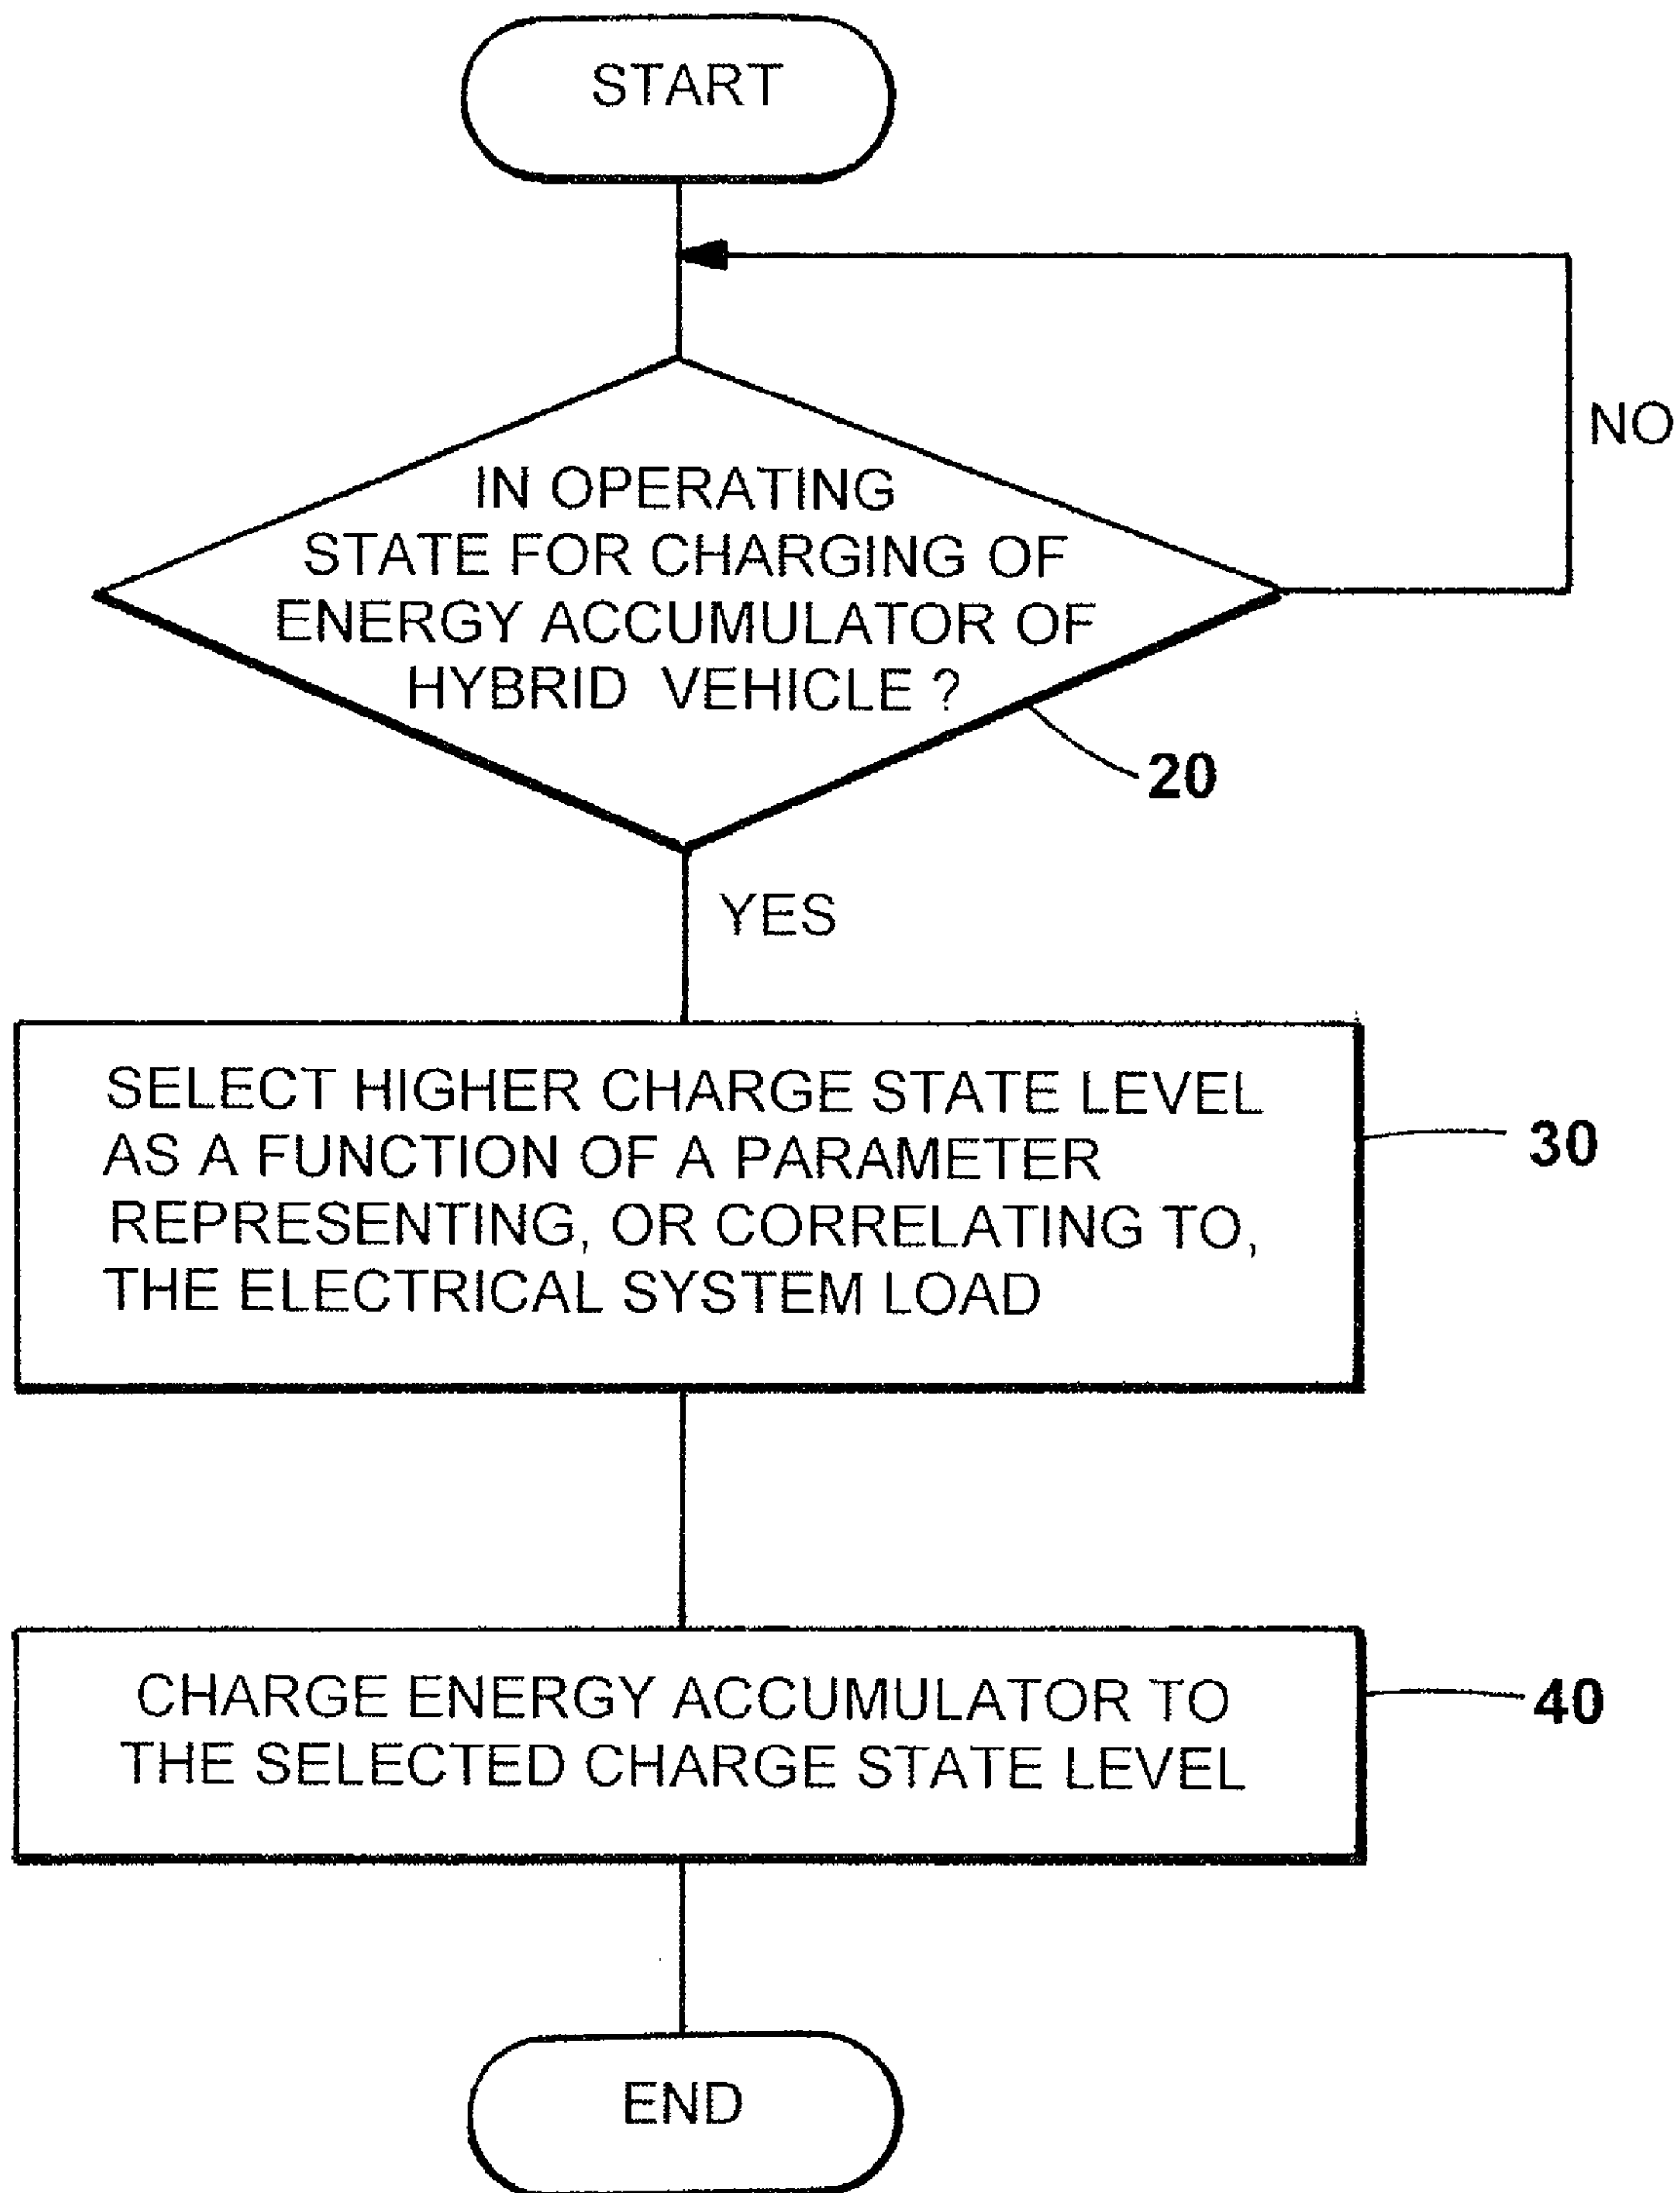 START
NO
IN OPERATING
STATE FOR CHARGING OF
ENERGY ACCUMULATOR OF
HYBRID VEHICLE ?
20
YES
SELECT HIGHER CHARGE STATE LEVEL
AS A FUNCTION OF A PARAMETER
REPRESENTING, OR CORRELATING TO,
THE ELECTRICAL SYSTEM LOAD
30
CHARGE ENERGY ACCUMULATOR TO
THE SELECTED CHARGE STATE LEVEL
40
END